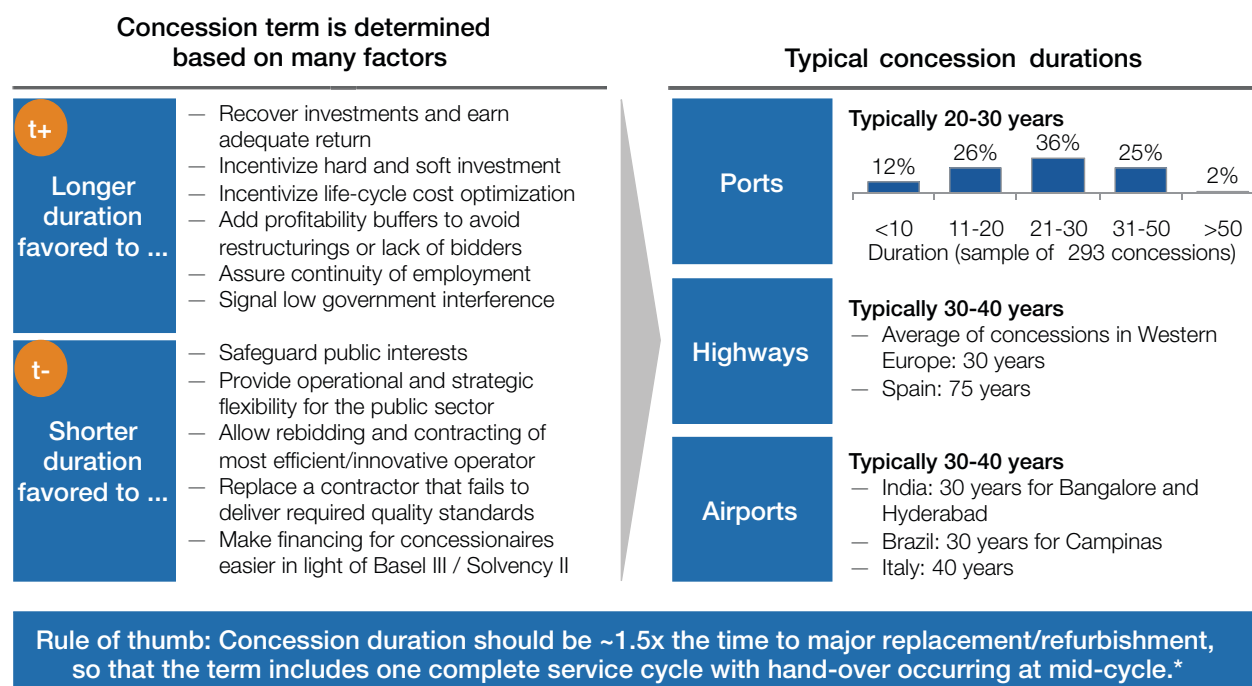 Concession term is determined
based on many factors
Typical concession durations
t+
Longer
duration
favored to ...
— Recover investments and earn
adequate return
— Incentivize hard and soft investment
— Incentivize life-cycle cost optimization
— Add profitability buffers to avoid
restructurings or lack of bidders
— Assure continuity of employment
— Signal low government interference
t-
Shorter
duration
favored to ...
— Safeguard public interests
— Provide operational and strategic
flexibility for the public sector
— Allow rebidding and contracting of
most efficient/innovative operator
— Replace a contractor that fails to
deliver required quality standards
— Make financing for concessionaires
easier in light of Basel III / Solvency II
Ports
Typically 20-30 years
12% 26% 36% 25% 2%
<10 11-20 21-30 31-50 >50
Duration (sample of 293 concessions)
Highways
Typically 30-40 years
— Average of concessions in Western
Europe: 30 years
— Spain: 75 years
Airports
Typically 30-40 years
— India: 30 years for Bangalore and
Hyderabad
— Brazil: 30 years for Campinas
— Italy: 40 years
Rule of thumb: Concession duration should be ~1.5x the time to major replacement/refurbishment,
so that the term includes one complete service cycle with hand-over occurring at mid-cycle.*